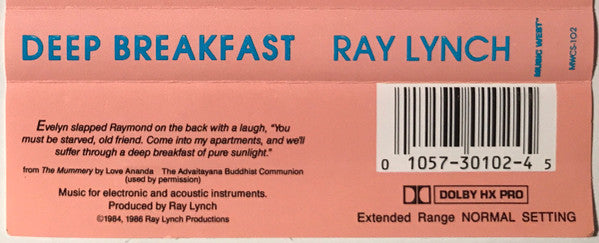 DEEP BREAKFAST RAY LYNCH
MUSIC WEST™
MWCS-102
Evelyn slapped Raymond on the back with a laugh, "You
must be starved, old friend. Come into my apartments, and we'll
suffer through a deep breakfast of pure sunlight."
from The Mummery by Love Ananda The Advaitayana Buddhist Communion
(used by permission)
Music for electronic and acoustic instruments.
Produced by Ray Lynch
©1984, 1986 Ray Lynch Productions
0 1057-30102-4 5
DOLBY HX PRO
Extended Range NORMAL SETTING